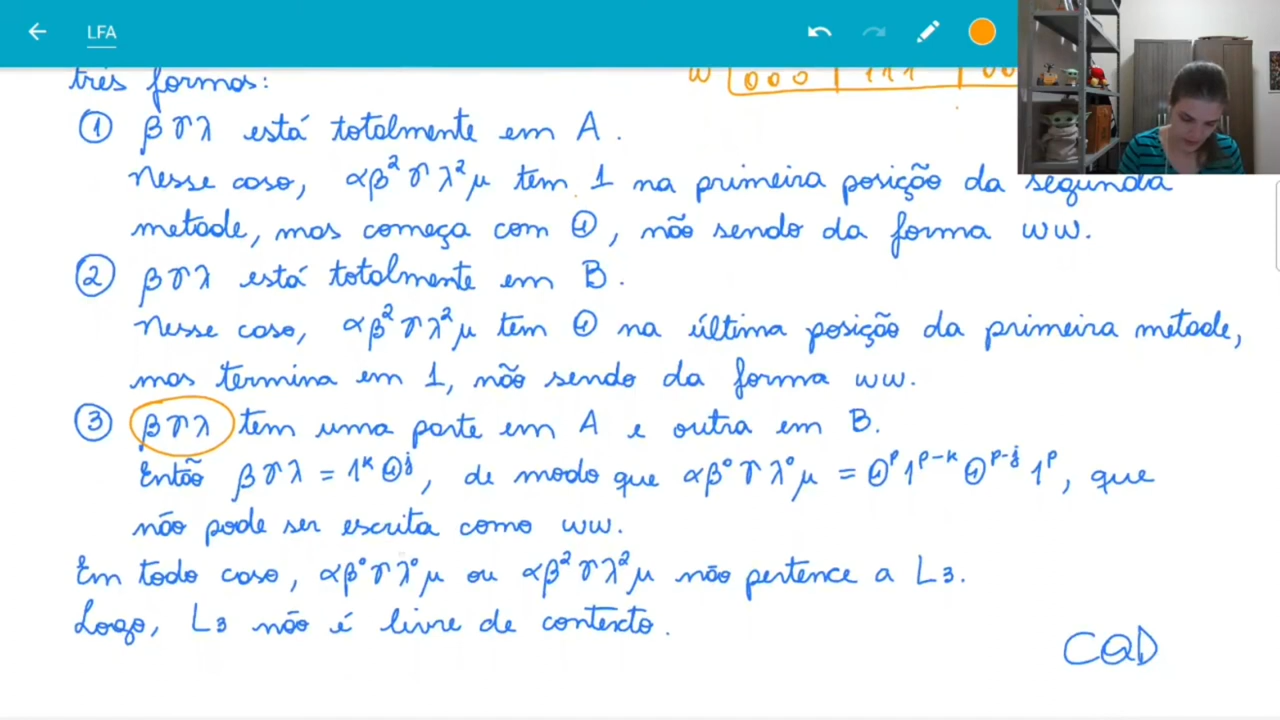 LFA
três formas:
w 000 111 00
① βγλ está totalmente em A.
Nesse caso, αβ²γλ²μ tem 1 na primeira posição da segunda
metade, mas começa com 0, não sendo da forma ww.
② βγλ está totalmente em B.
Nesse caso, αβ²γλ²μ tem 0 na última posição da primeira metade,
mas termina em 1, não sendo da forma ww.
③ βγλ tem uma parte em A e outra em B.
Então βγλ = 1ᵏ0ʲ, de modo que αβ⁰γλ⁰μ = 0ᵖ1ᵖ⁻ᵏ0ᵖ⁻ʲ1ᵖ, que
não pode ser escrita como ww.
Em todo caso, αβ⁰γλ⁰μ ou αβ²γλ²μ não pertence a L₃.
Logo, L₃ não é livre de contexto.
CQD